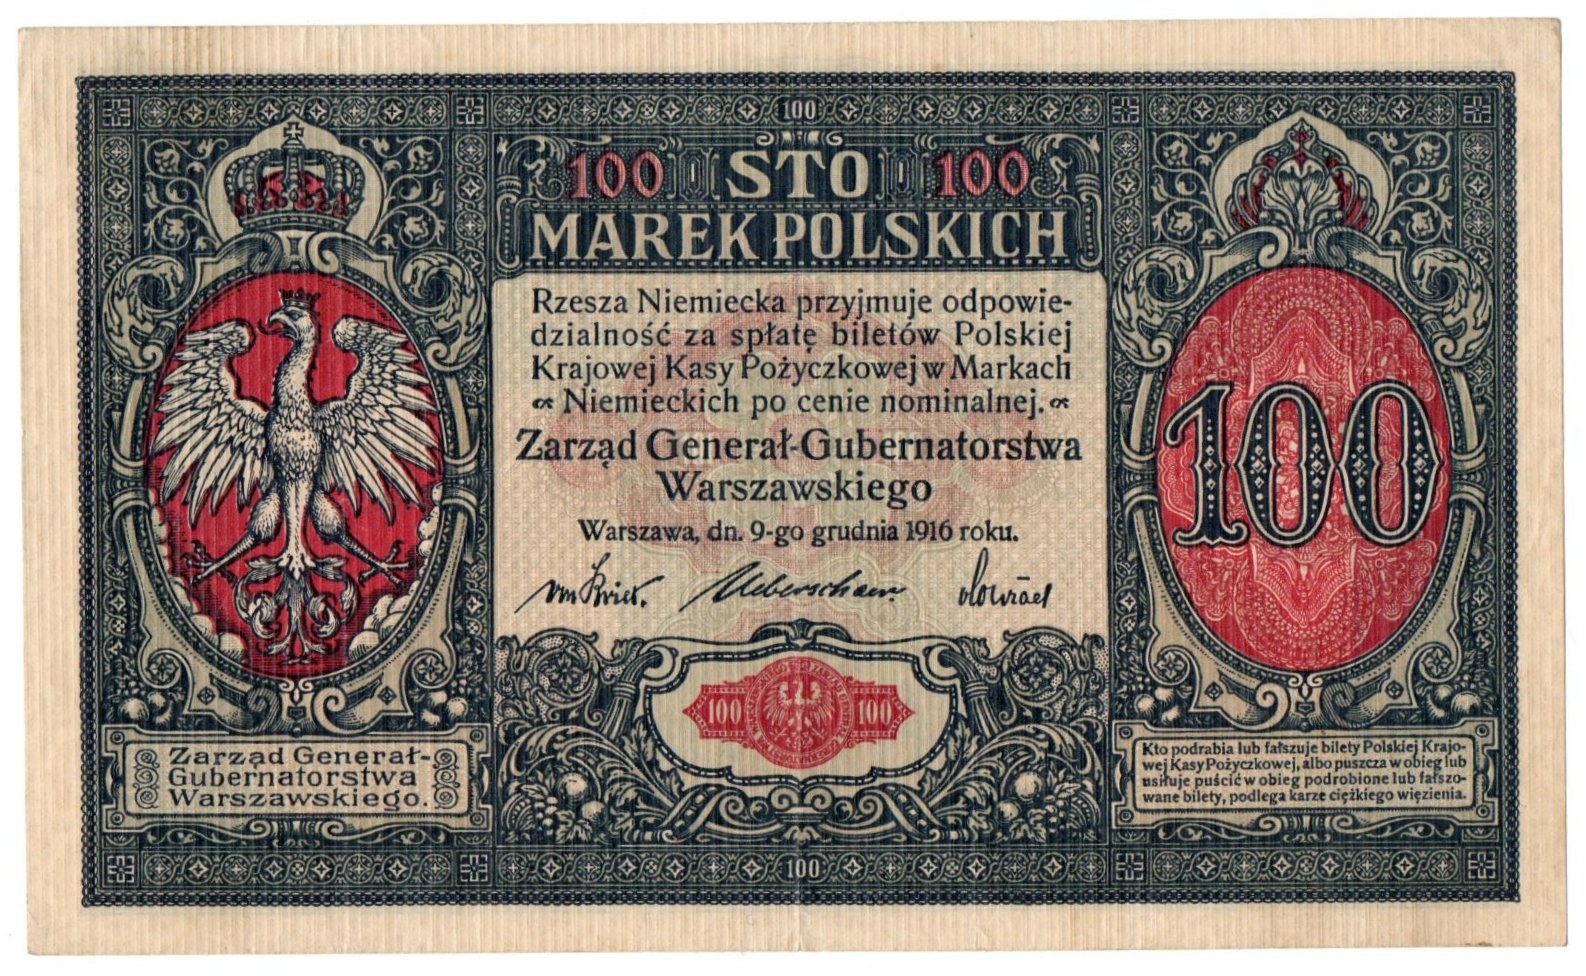 100
100 STO 100
MAREK POLSKICH
Rzesza Niemiecka przyjmuje odpowie-
dzialność za spłatę biletów Polskiej
Krajowej Kasy Pożyczkowej w Markach
Niemieckich po cenie nominalnej.
Zarząd Generał-Gubernatorstwa
Warszawskiego
Warszawa, dn. 9-go grudnia 1916 roku.
100
100 100
Zarząd Generał-
Gubernatorstwa
Warszawskiego.
Kto podrabia lub fałszuje bilety Polskiej Krajo-
wej Kasy Pożyczkowej, albo puszcza w obieg lub
usiłuje puścić w obieg podrobione lub fałszo-
wane bilety, podlega karze ciężkiego więzienia.
100